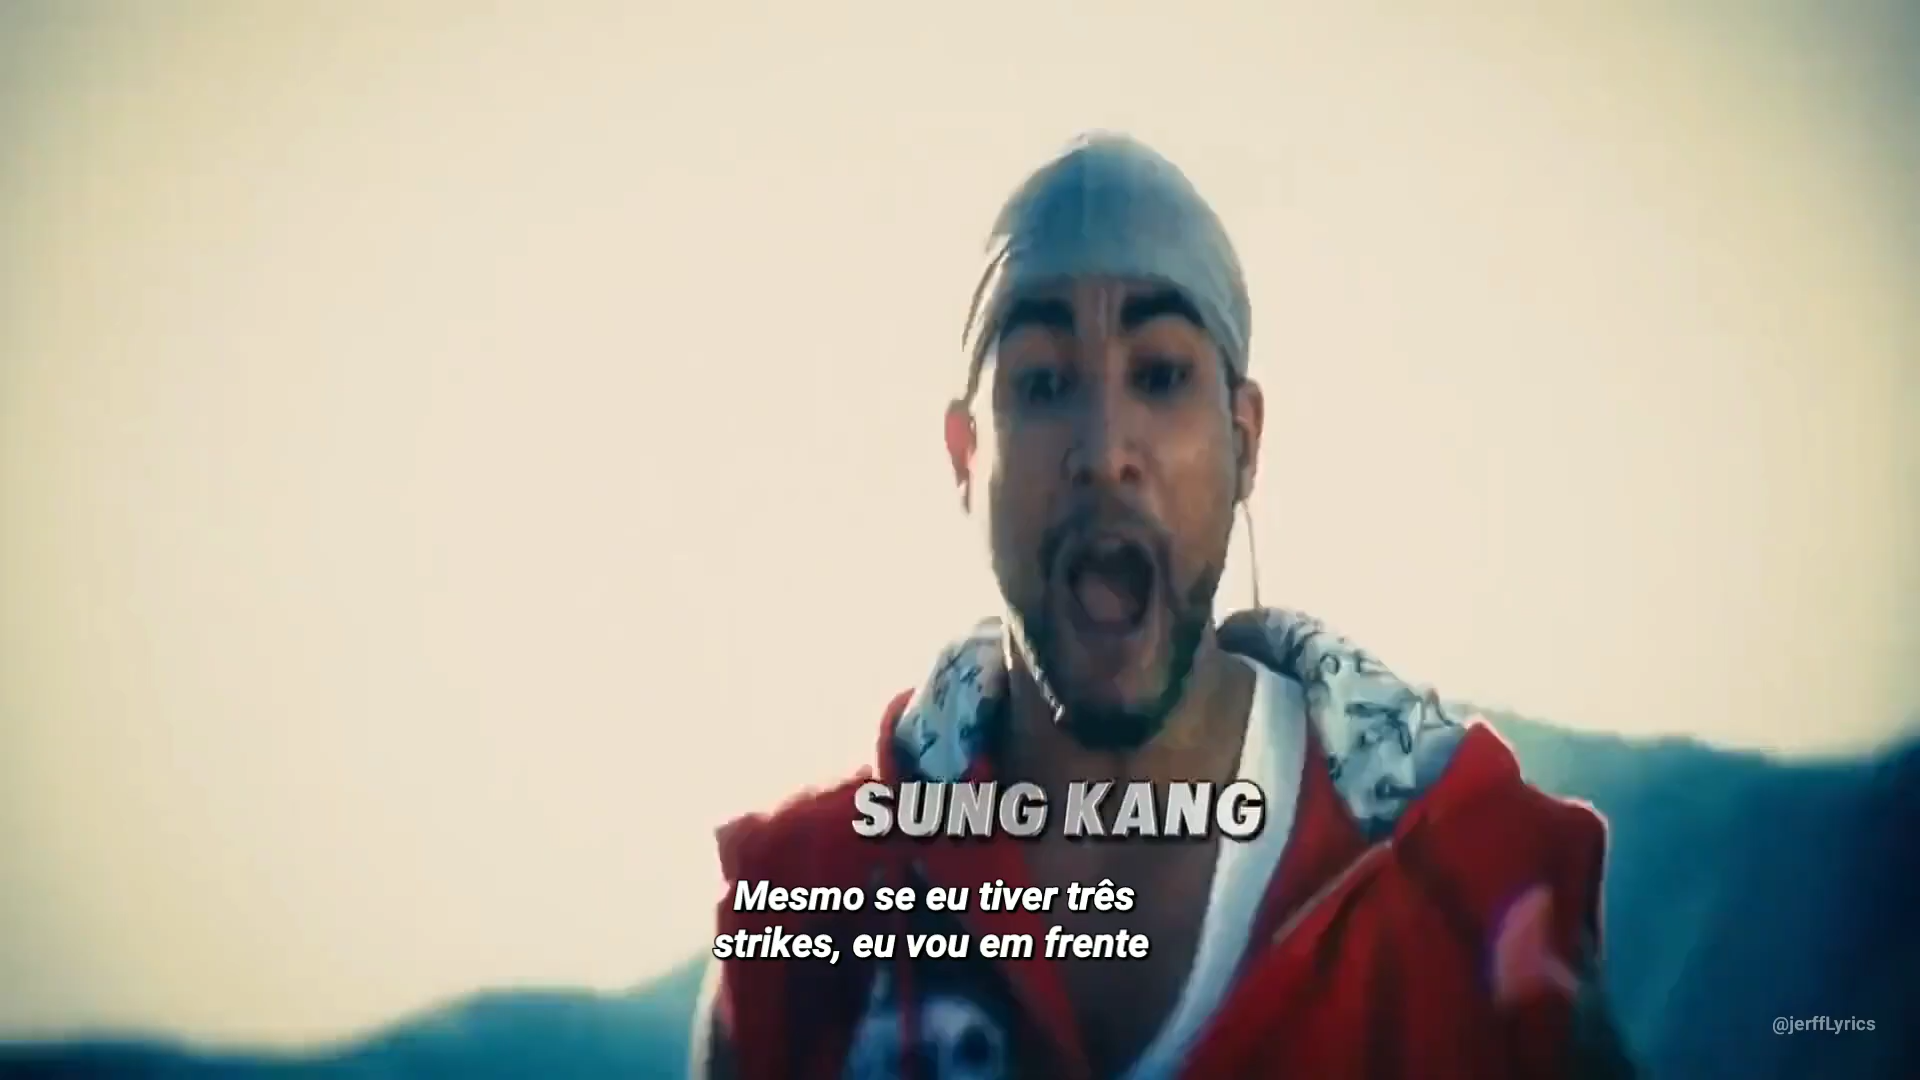 SUNG KANG
Mesmo se eu tiver três
strikes, eu vou em frente
@jerffLyrics